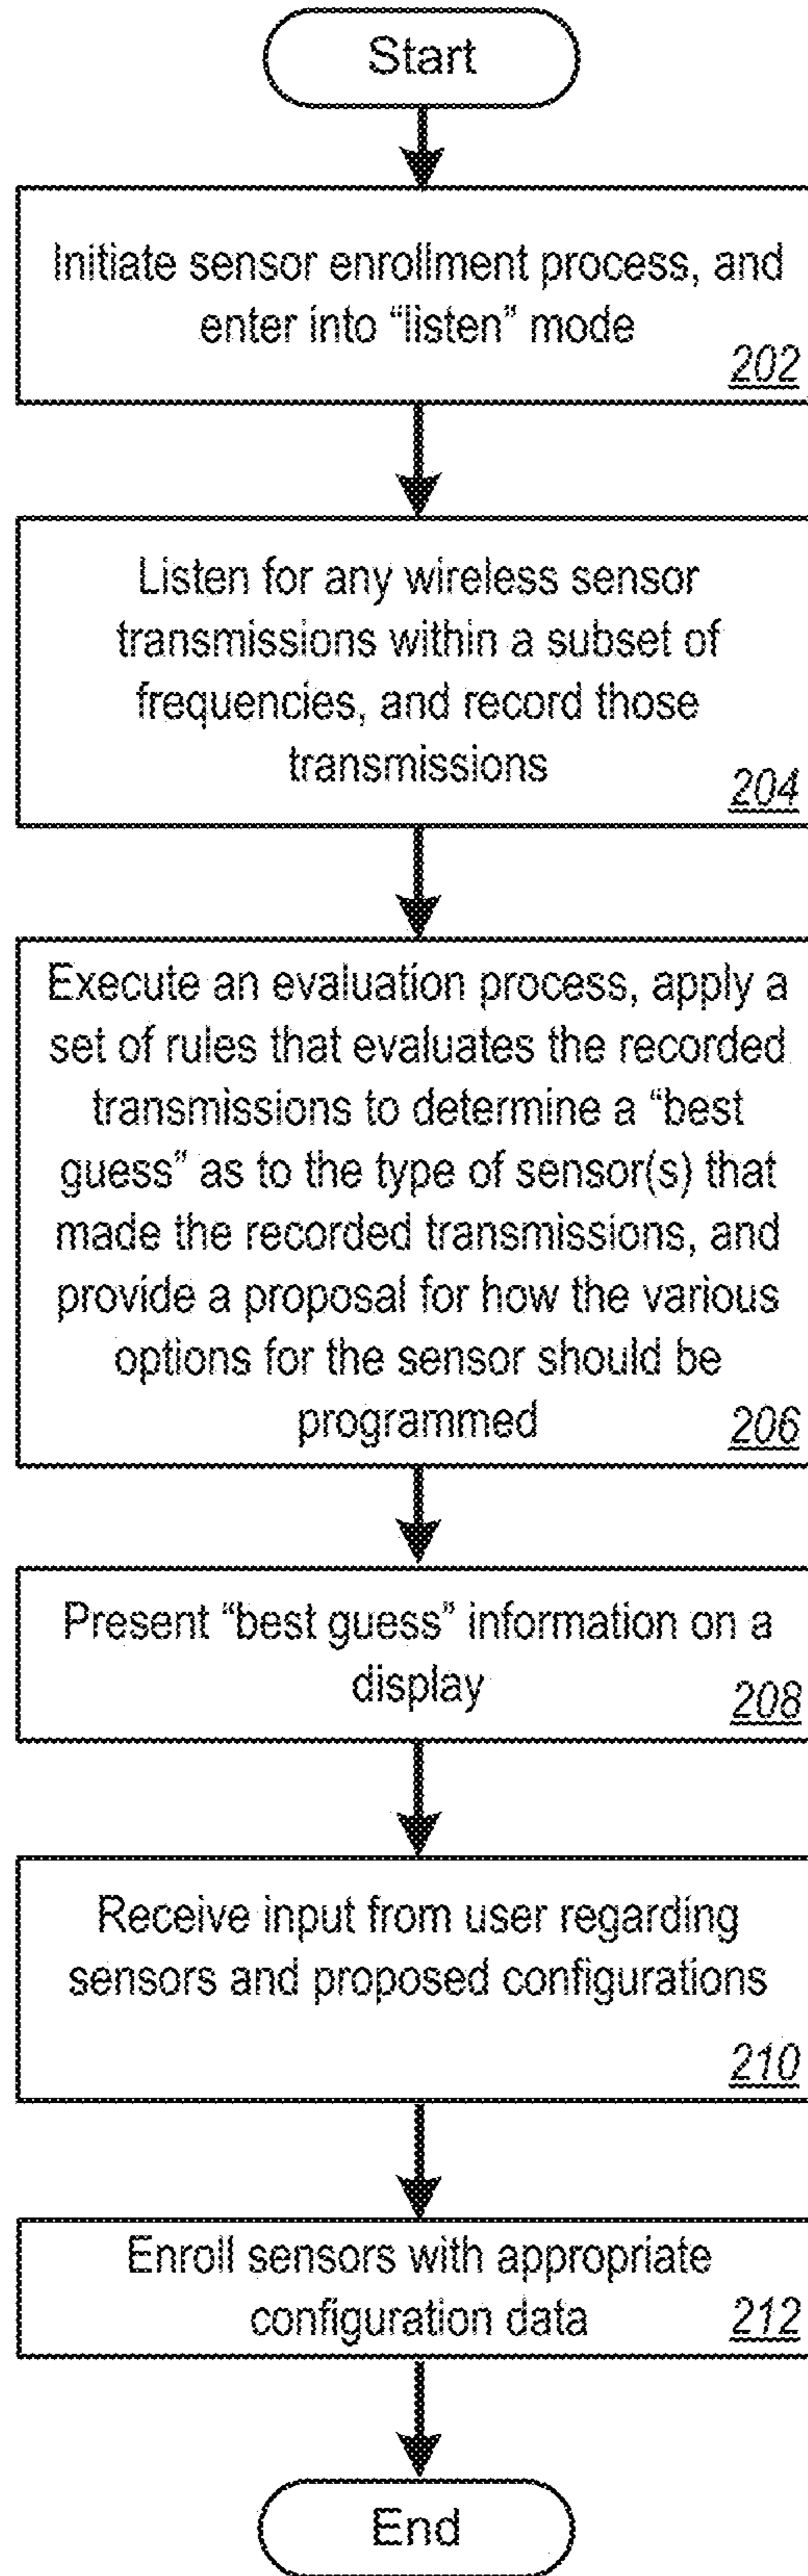 Start
Initiate sensor enrollment process, and
enter into “listen” mode
202
Listen for any wireless sensor
transmissions within a subset of
frequencies, and record those
transmissions
204
Execute an evaluation process, apply a
set of rules that evaluates the recorded
transmissions to determine a “best
guess” as to the type of sensor(s) that
made the recorded transmissions, and
provide a proposal for how the various
options for the sensor should be
programmed
206
Present “best guess” information on a
display
208
Receive input from user regarding
sensors and proposed configurations
210
Enroll sensors with appropriate
configuration data
212
End